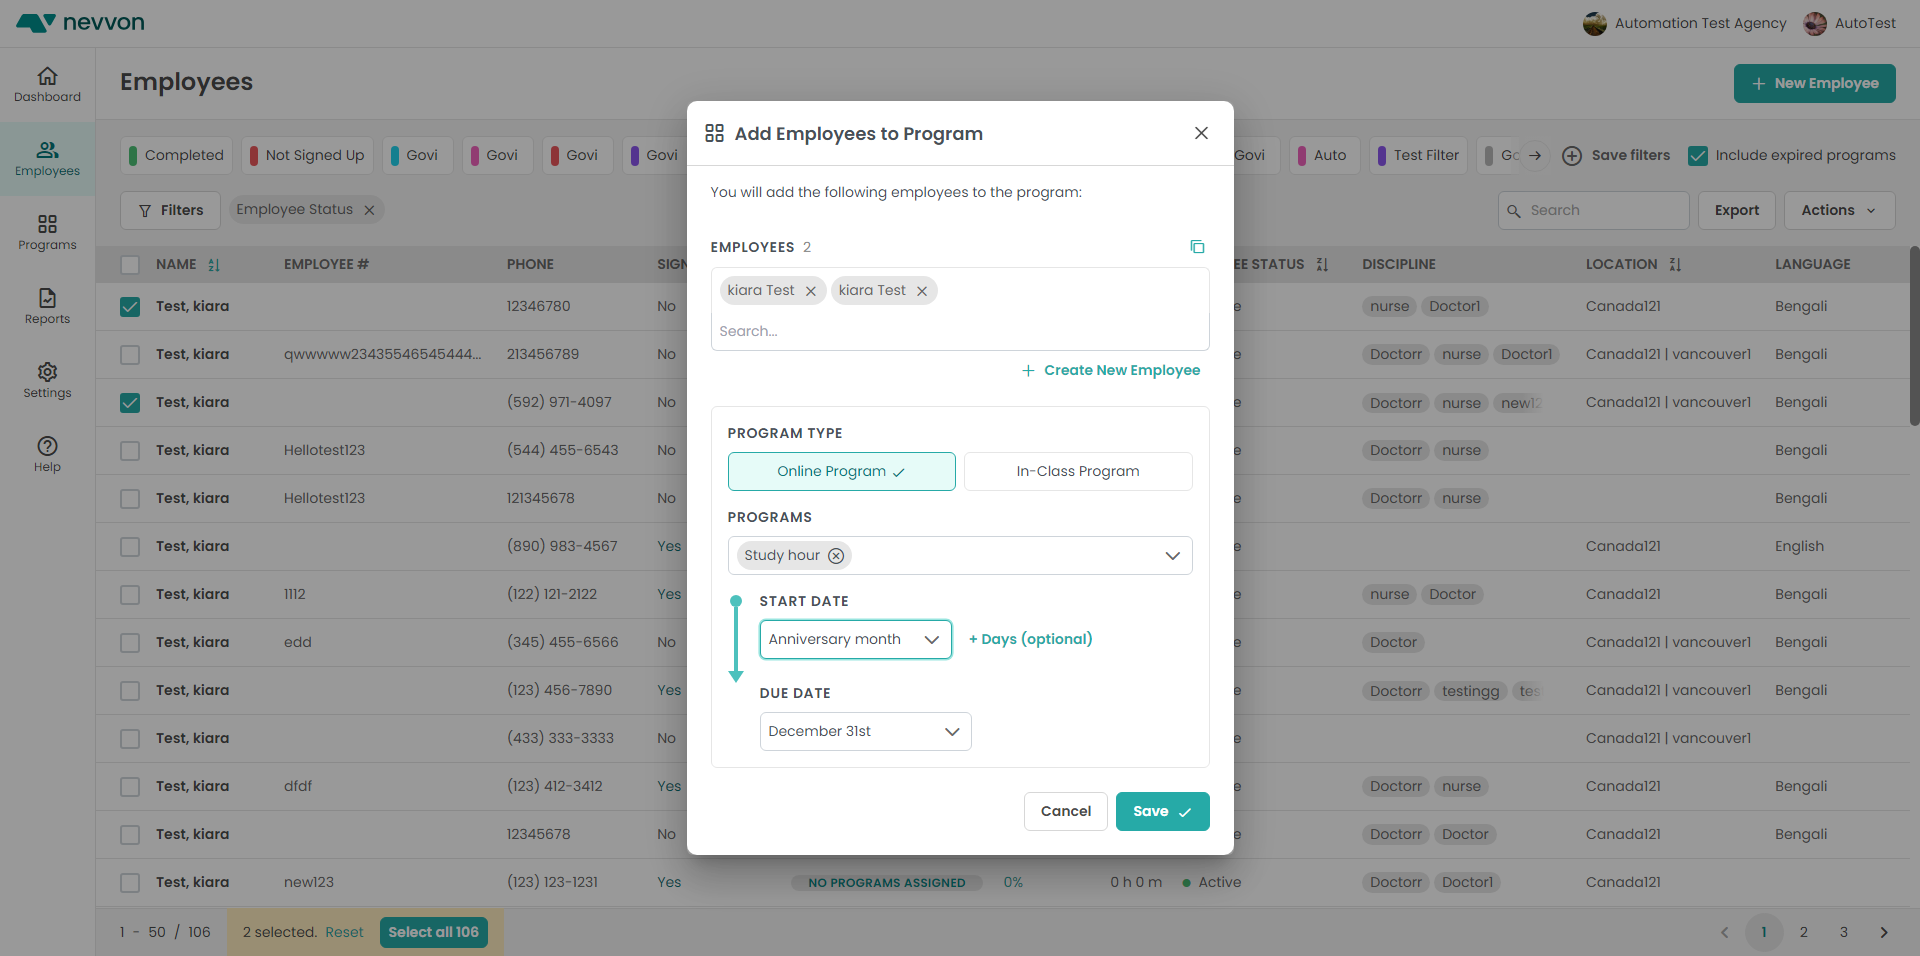 nevvon
Automation Test Agency
AutoTest
Dashboard
Employees
Programs
Reports
Settings
Help
Employees
+ New Employee
Completed
Not Signed Up
Govi
Govi
Govi
Govi
Govi
Auto
Test Filter
Save filters
Include expired programs
Filters
Employee Status
Search
Export
Actions
NAME EMPLOYEE # PHONE SIGN EE STATUS DISCIPLINE LOCATION LANGUAGE
Test, kiara 12346780 No e nurse Doctor1 Canada121 Bengali
Test, kiara qwwwww23435546545444... 213456789 No e Doctorr nurse Doctor1 Canada121 | vancouver1 Bengali
Test, kiara (592) 971-4097 No e Doctorr nurse new12 Canada121 | vancouver1 Bengali
Test, kiara Hellotest123 (544) 455-6543 No e Doctorr nurse Canada121 Bengali
Test, kiara Hellotest123 121345678 No e Doctorr nurse Canada121 Bengali
Test, kiara (890) 983-4567 Yes e Canada121 English
Test, kiara 1112 (122) 121-2122 Yes e nurse Doctor Canada121 Bengali
Test, kiara edd (345) 455-6566 No e Doctor Canada121 Bengali
Test, kiara (123) 456-7890 Yes e Doctorr testingg tes Canada121 | vancouver1 Bengali
Test, kiara (433) 333-3333 No e Canada121 | vancouver1
Test, kiara dfdf (123) 412-3412 Yes e Doctorr nurse Canada121 Bengali
Test, kiara 12345678 No e Doctorr Doctor Canada121 Bengali
Test, kiara new123 (123) 123-1231 Yes NO PROGRAMS ASSIGNED 0% 0 h 0 m Active Doctorr Doctor1 Canada121
1 - 50 / 106
2 selected. Reset
Select all 106
1 2 3
Add Employees to Program
You will add the following employees to the program:
EMPLOYEES 2
kiara Test
kiara Test
Search...
+ Create New Employee
PROGRAM TYPE
Online Program
In-Class Program
PROGRAMS
Study hour
START DATE
Anniversary month
+ Days (optional)
DUE DATE
December 31st
Cancel
Save